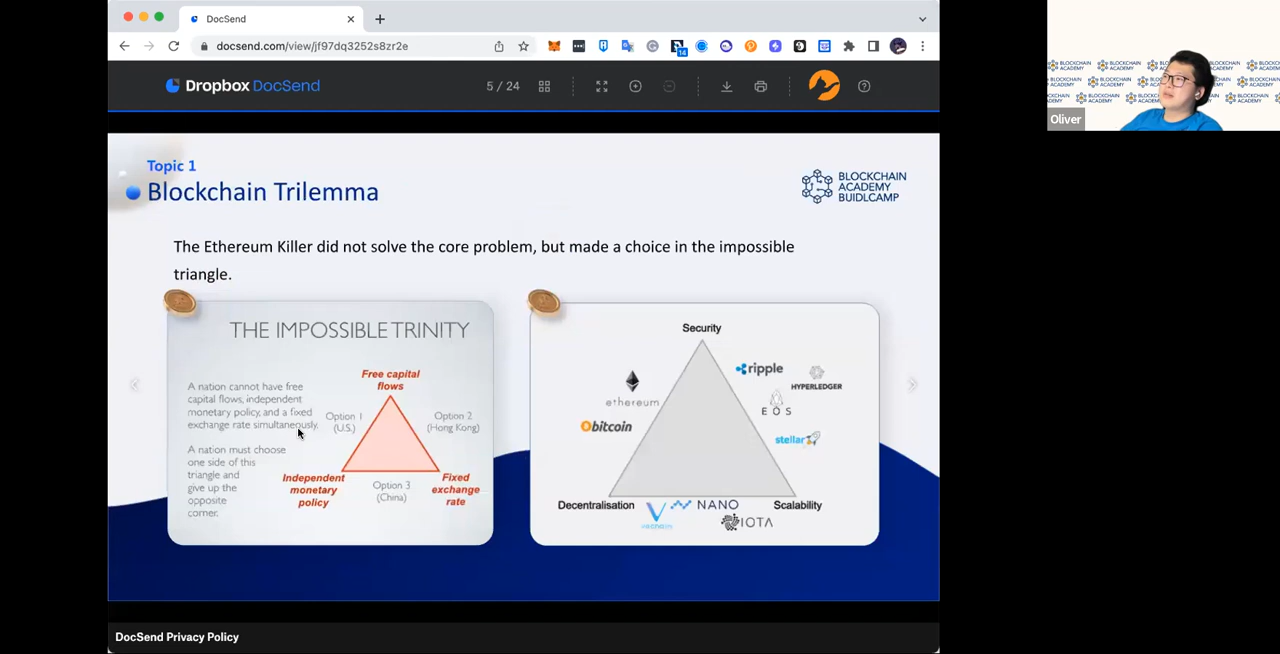 DocSend
docsend.com/view/jf97dq3252s8zr2e
14
Dropbox DocSend
5 / 24
BLOCKCHAIN ACADEMY
Oliver
Topic 1
Blockchain Trilemma
BLOCKCHAIN
ACADEMY
BUIDLCAMP
The Ethereum Killer did not solve the core problem, but made a choice in the impossible
triangle.
THE IMPOSSIBLE TRINITY
A nation cannot have free
capital flows, independent
monetary policy, and a fixed
exchange rate simultaneously.
A nation must choose
one side of this
triangle and
give up the
opposite
corner.
Free capital
flows
Option 1
(U.S.)
Option 2
(Hong Kong)
Independent
monetary
policy
Option 3
(China)
Fixed
exchange
rate
Security
ethereum
bitcoin
ripple
HYPERLEDGER
EOS
stellar
Decentralisation
NANO
Scalability
IOTA
DocSend Privacy Policy